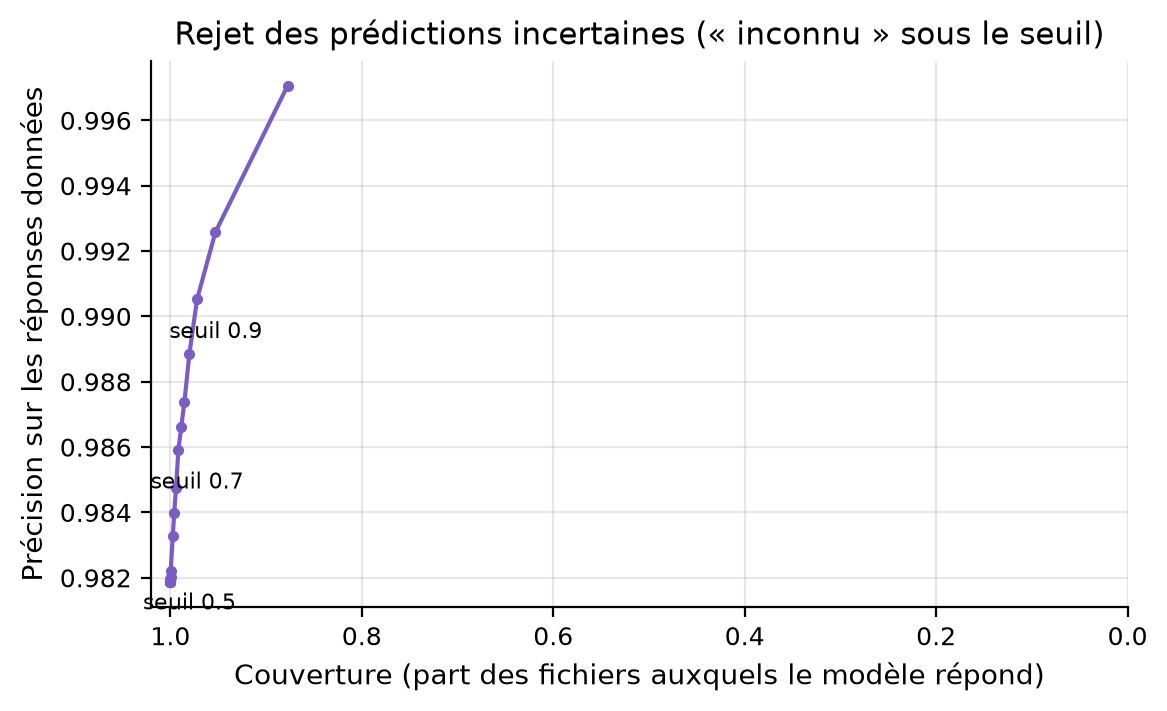 Rejet des prédictions incertaines (« inconnu » sous le seuil)
Précision sur les réponses données
0.996
0.994
0.992
0.990
0.988
0.986
0.984
0.982
seuil 0.9
seuil 0.7
seuil 0.5
1.0
0.8
0.6
0.4
0.2
0.0
Couverture (part des fichiers auxquels le modèle répond)